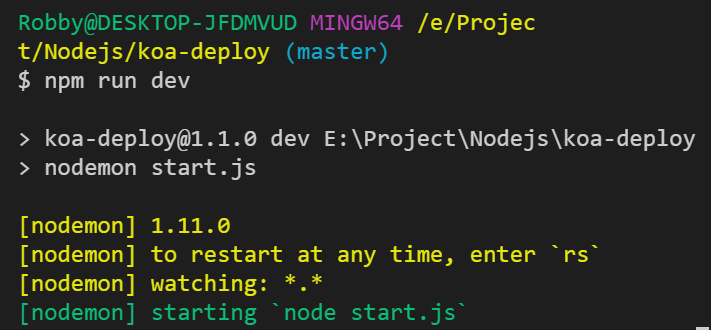 Robby@DESKTOP-JFDMVUD MINGW64 /e/Projec
t/Nodejs/koa-deploy (master)
$ npm run dev
> koa-deploy@1.1.0 dev E:\Project\Nodejs\koa-deploy
> nodemon start.js
[nodemon] 1.11.0
[nodemon] to restart at any time, enter `rs`
[nodemon] watching: *.*
[nodemon] starting `node start.js`